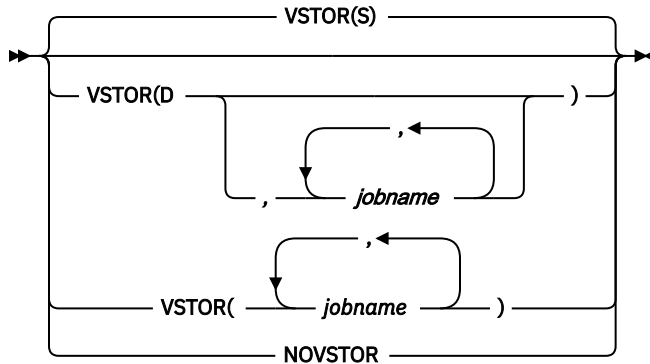 VSTOR(S)
VSTOR(D )
,
, jobname
,
VSTOR( jobname )
NOVSTOR